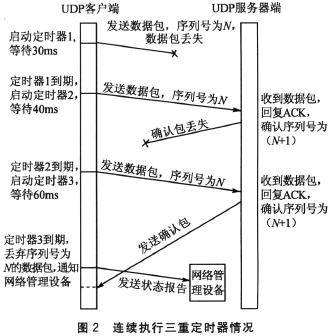 UDP客户端
UDP服务器端
发送数据包,序列号为N,
数据包丢失
启动定时器1,
等待30ms
定时器1到期,
启动定时器2,
等待40ms
发送数据包,序列号为N
收到数据包,
回复ACK,
确认序列号为
(N+1)
确认包丢失
定时器2到期,
启动定时器3,
等待60ms
发送数据包,序列号为N
收到数据包,
回复ACK,
确认序列号为
(N+1)
发送确认包
定时器3到期,
丢弃序列号为
N的数据包,通知
网络管理设备
发送状态报告
网络管
理设备
图 2 连续执行三重定时器情况